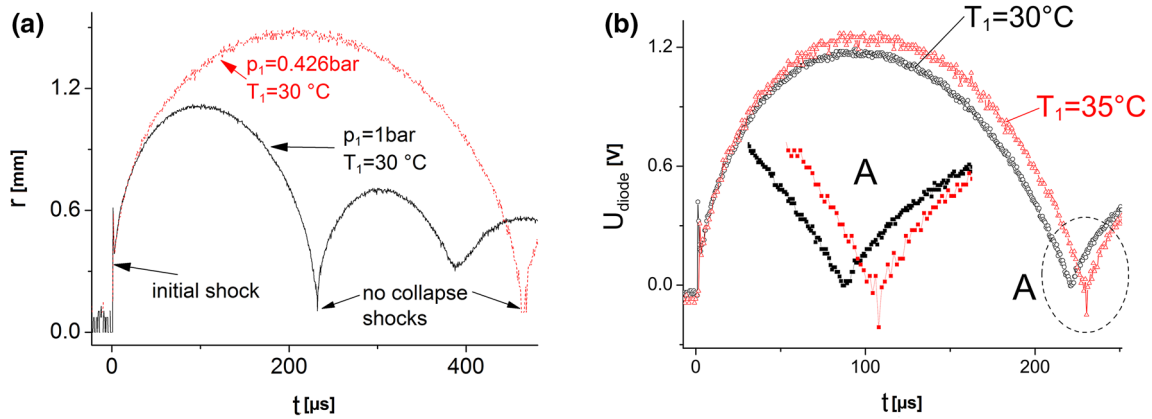 (a)
r [mm]
1.2
0.6
0.0
p1=0.426bar
T1=30 °C
p1=1bar
T1=30 °C
initial shock
no collapse
shocks
0
200
400
t [µs]
(b)
Udiode [V]
1.2
0.6
0.0
T1=30°C
T1=35°C
A
A
0
100
200
t [µs]